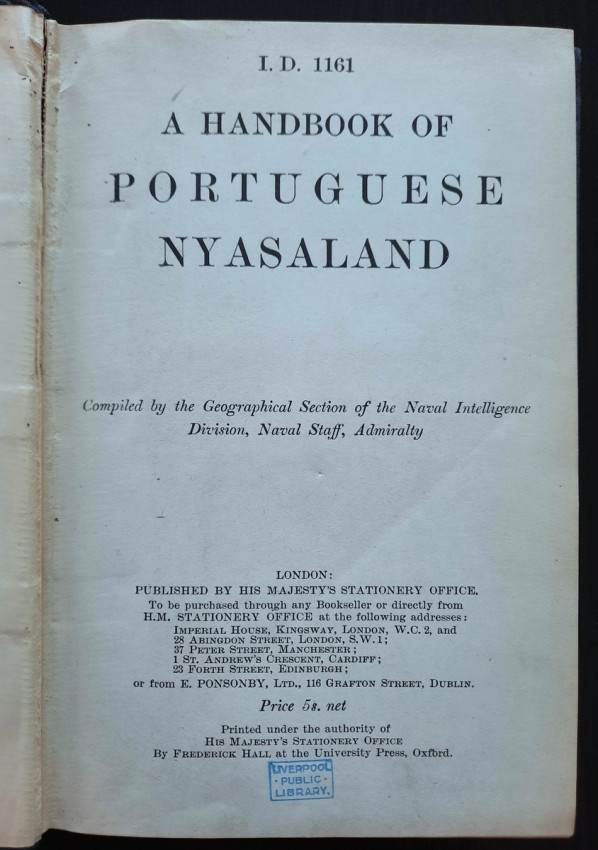 I. D. 1161
A HANDBOOK OF
PORTUGUESE
NYASALAND
Compiled by the Geographical Section of the Naval Intelligence
Division, Naval Staff, Admiralty
LONDON:
PUBLISHED BY HIS MAJESTY'S STATIONERY OFFICE.
To be purchased through any Bookseller or directly from
H.M. STATIONERY OFFICE at the following addresses:
IMPERIAL HOUSE, KINGSWAY, LONDON, W.C. 2, and
28 ABINGDON STREET, LONDON, S.W. 1;
37 PETER STREET, MANCHESTER;
1 ST. ANDREW'S CRESCENT, CARDIFF;
23 FORTH STREET, EDINBURGH;
or from E. PONSONBY, LTD., 116 GRAFTON STREET, DUBLIN.
Price 5s. net
Printed under the authority of
HIS MAJESTY'S STATIONERY OFFICE
By FREDERICK HALL at the University Press, Oxford.
LIVERPOOL
· PUBLIC ·
LIBRARY.